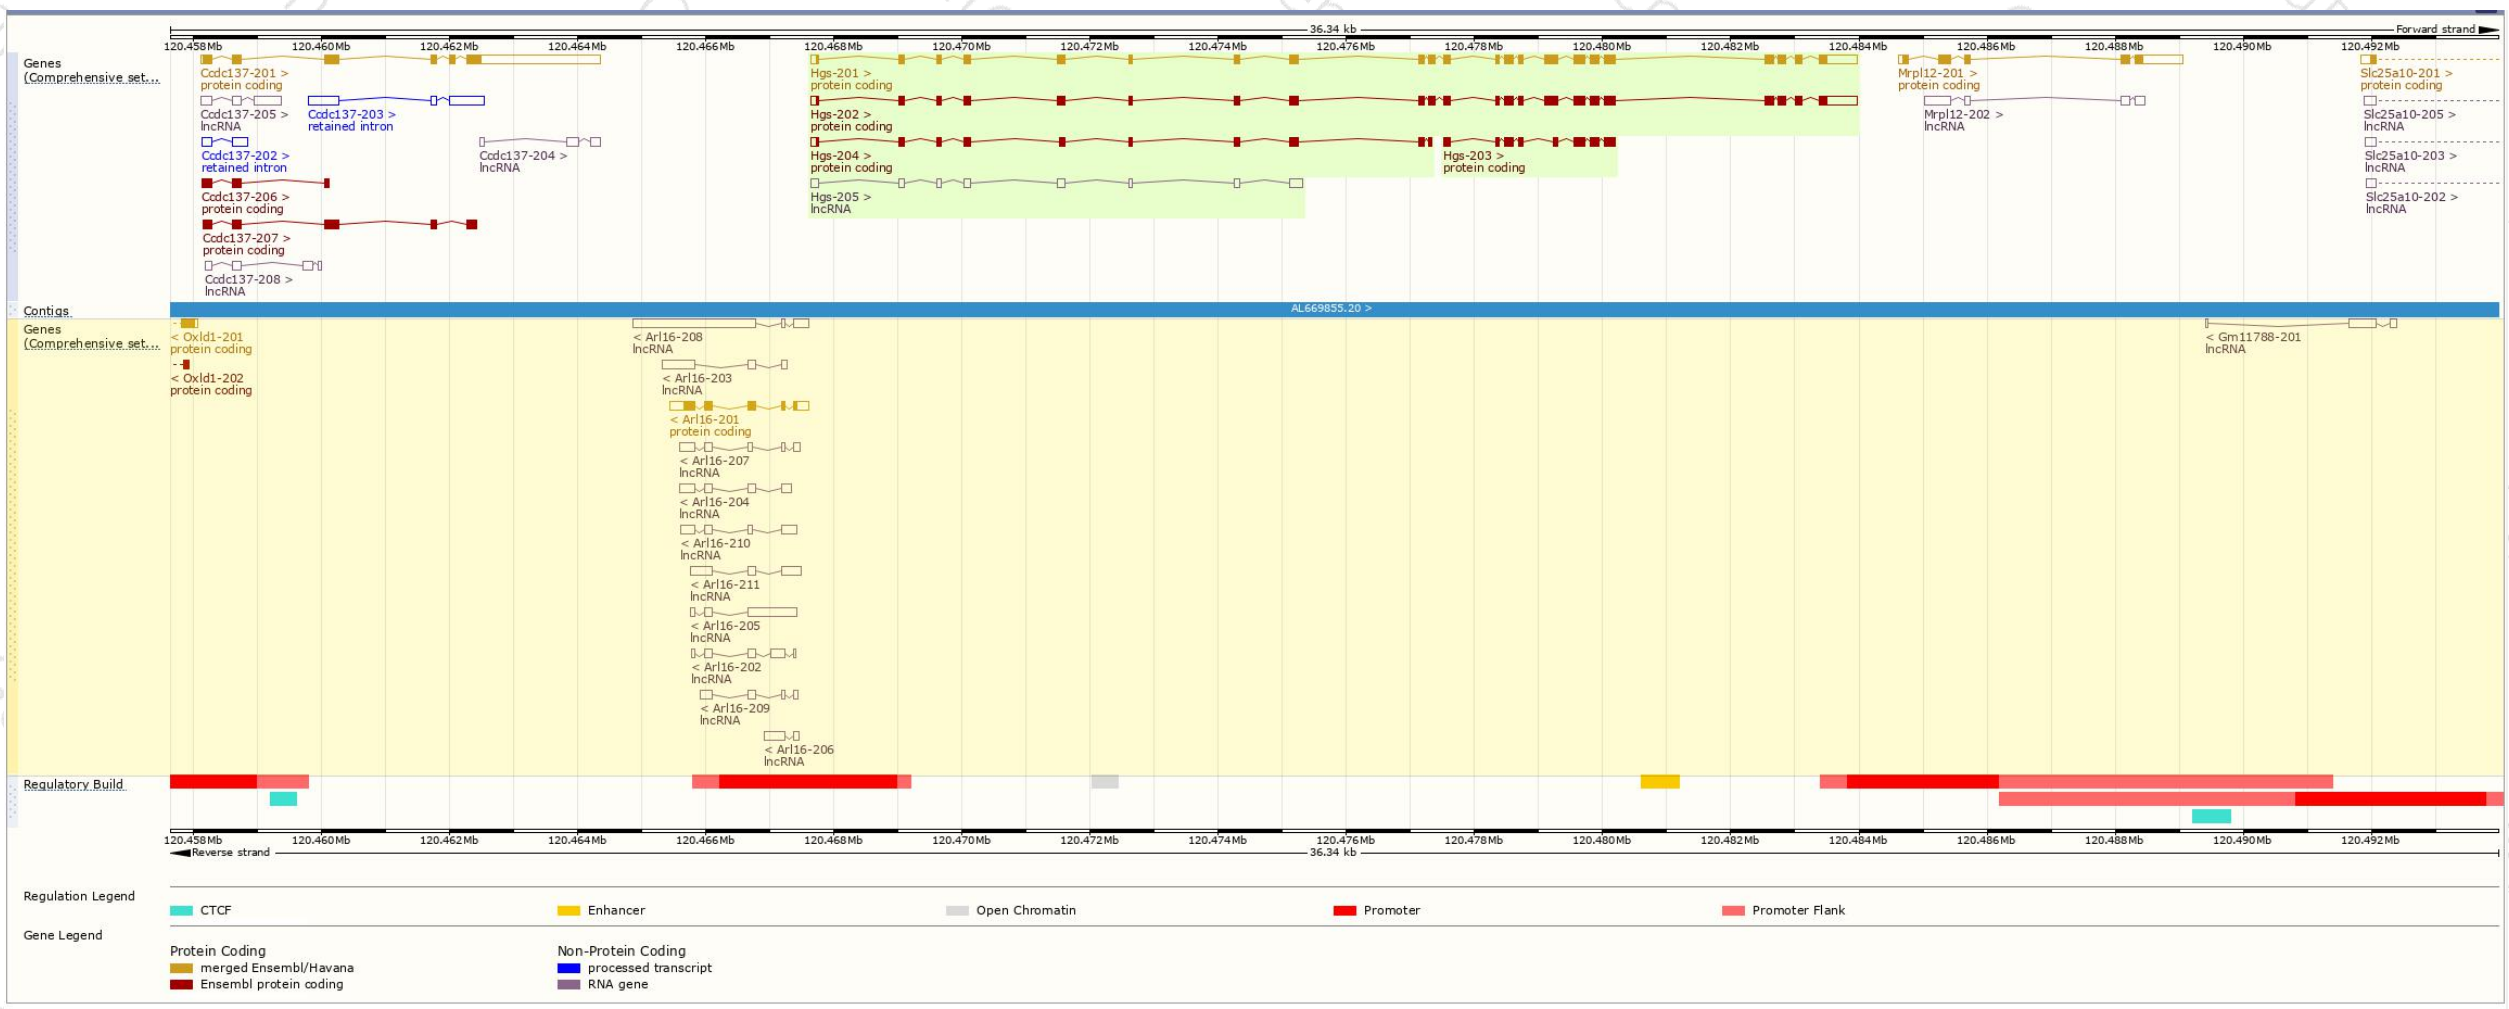 36.34 kb
Forward strand
120.458Mb 120.460Mb 120.462Mb 120.464Mb 120.466Mb 120.468Mb 120.470Mb 120.472Mb 120.474Mb 120.476Mb 120.478Mb 120.480Mb 120.482Mb 120.484Mb 120.486Mb 120.488Mb 120.490Mb 120.492Mb
Genes
(Comprehensive set...
Ccdc137-201 >
protein coding
Hgs-201 >
protein coding
Mrpl12-201 >
protein coding
Slc25a10-201 >
protein coding
Ccdc137-205 >
lncRNA
Ccdc137-203 >
retained intron
Hgs-202 >
protein coding
Mrpl12-202 >
lncRNA
Slc25a10-205 >
lncRNA
Ccdc137-202 >
retained intron
Ccdc137-204 >
lncRNA
Hgs-204 >
protein coding
Hgs-203 >
protein coding
Slc25a10-203 >
lncRNA
Ccdc137-206 >
protein coding
Hgs-205 >
lncRNA
Slc25a10-202 >
lncRNA
Ccdc137-207 >
protein coding
Ccdc137-208 >
lncRNA
Contigs
AL669855.20 >
Genes
(Comprehensive set...
< Oxld1-201
protein coding
< Arl16-208
lncRNA
< Gm11788-201
lncRNA
< Oxld1-202
protein coding
< Arl16-203
lncRNA
< Arl16-201
protein coding
< Arl16-207
lncRNA
< Arl16-204
lncRNA
< Arl16-210
lncRNA
< Arl16-211
lncRNA
< Arl16-205
lncRNA
< Arl16-202
lncRNA
< Arl16-209
lncRNA
< Arl16-206
lncRNA
Regulatory Build
120.458Mb 120.460Mb 120.462Mb 120.464Mb 120.466Mb 120.468Mb 120.470Mb 120.472Mb 120.474Mb 120.476Mb 120.478Mb 120.480Mb 120.482Mb 120.484Mb 120.486Mb 120.488Mb 120.490Mb 120.492Mb
Reverse strand
36.34 kb
Regulation Legend
CTCF Enhancer Open Chromatin Promoter Promoter Flank
Gene Legend
Protein Coding Non-Protein Coding
merged Ensembl/Havana processed transcript
Ensembl protein coding RNA gene